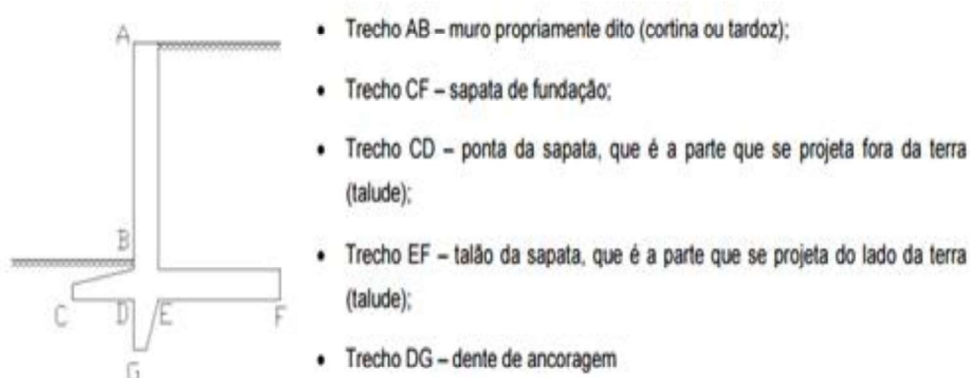 A
B
C
D
E
F
G
• Trecho AB – muro propriamente dito (cortina ou tardoz);
• Trecho CF – sapata de fundação;
• Trecho CD – ponta da sapata, que é a parte que se projeta fora da terra
(talude);
• Trecho EF – talão da sapata, que é a parte que se projeta do lado da terra
(talude);
• Trecho DG – dente de ancoragem